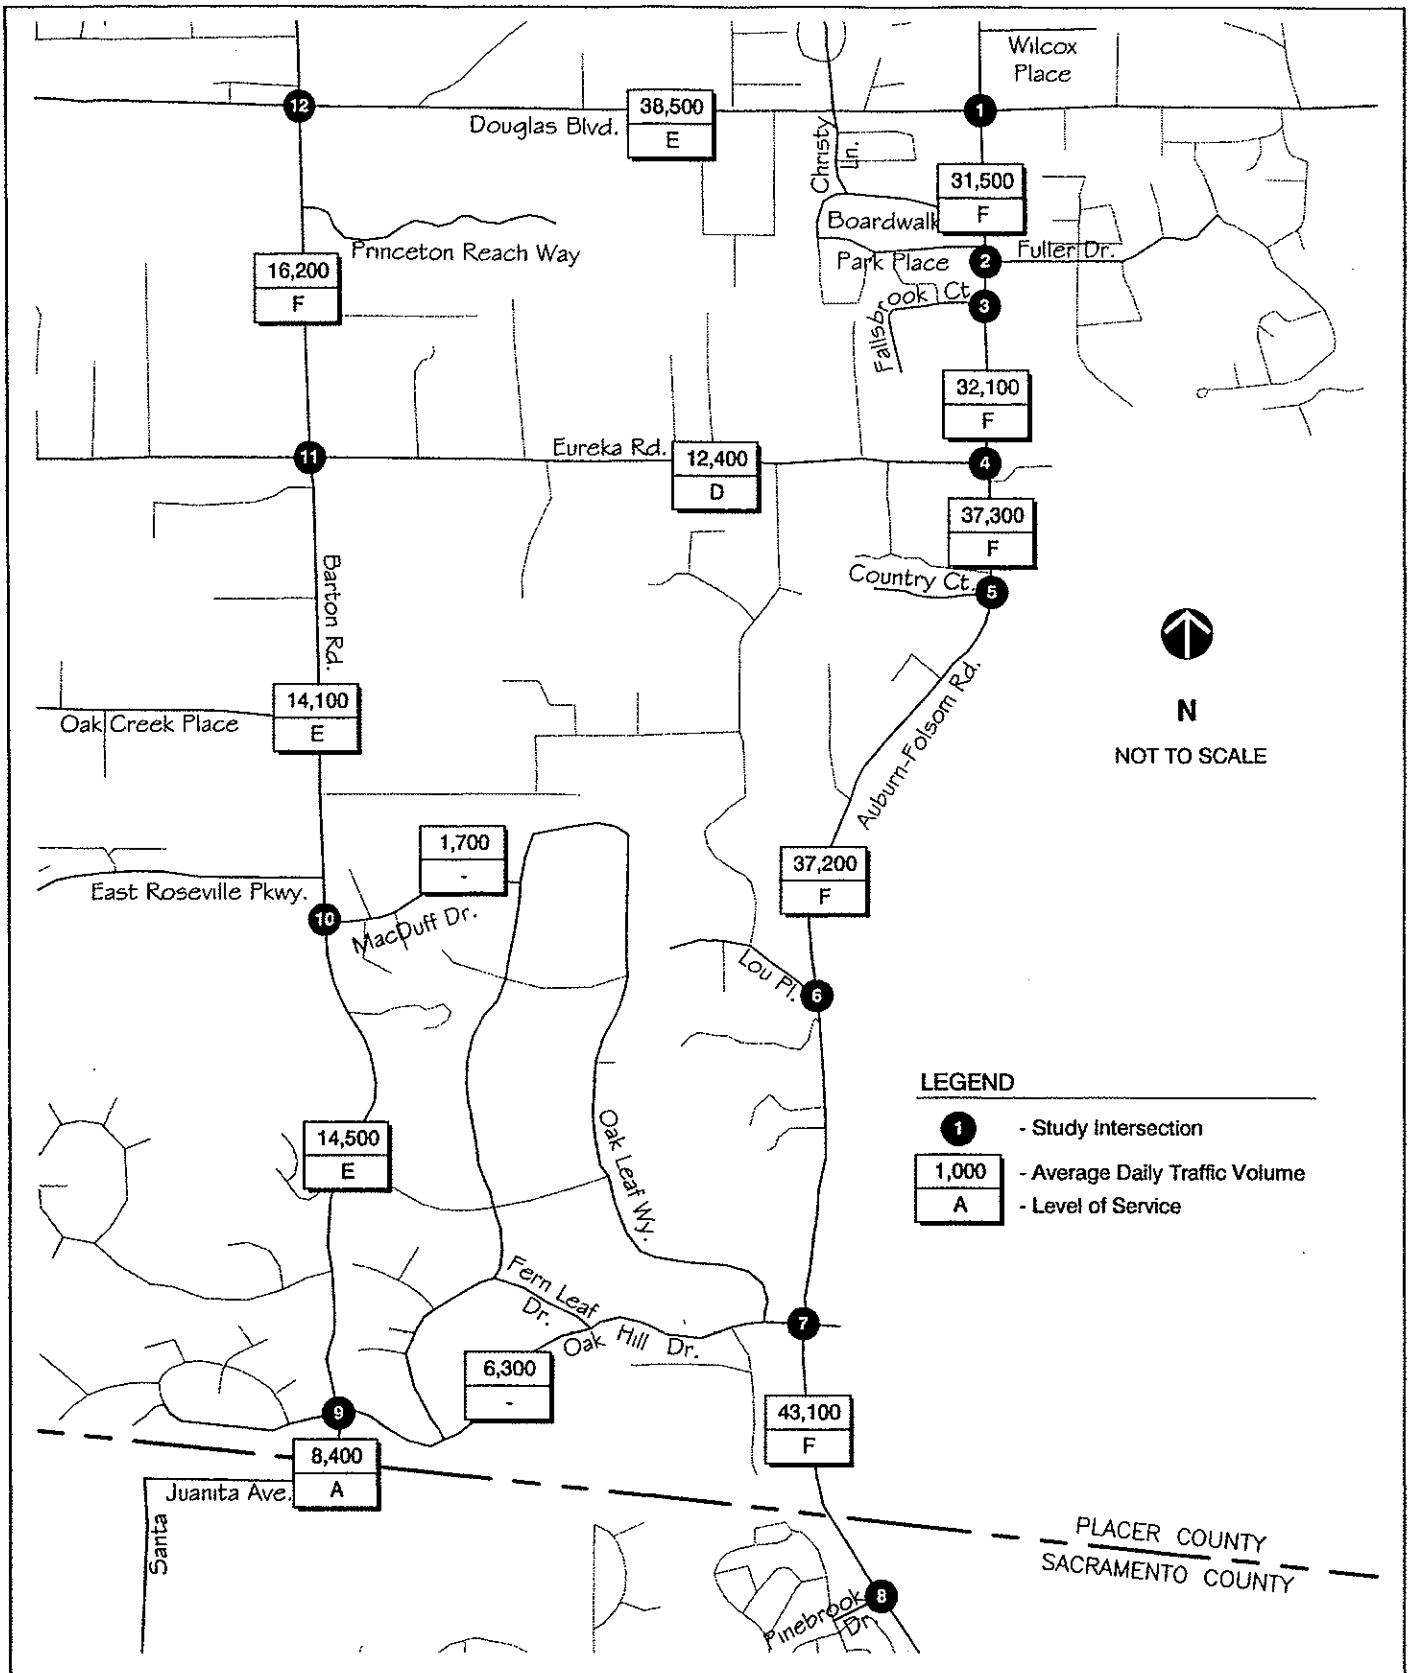 Wilcox
Place
12
38,500
E
1
Douglas Blvd.
Christy
Ln.
31,500
F
Boardwalk
Princeton Reach Way
Park Place
2
Fuller Dr.
16,200
F
Fallsbrook Ct.
3
32,100
F
Eureka Rd.
11
12,400
D
4
37,300
F
Barton Rd.
Country Ct.
5
Auburn-Folsom Rd.
N
NOT TO SCALE
14,100
E
Oak Creek Place
1,700
-
37,200
F
East Roseville Pkwy.
10
MacDuff Dr.
Lou Pl.
6
LEGEND
1
- Study Intersection
1,000
- Average Daily Traffic Volume
A
- Level of Service
14,500
E
Oak Leaf Wy.
Fern Leaf
Dr.
Oak Hill Dr.
7
6,300
-
9
43,100
F
8,400
A
Juanita Ave.
Santa
PLACER COUNTY
SACRAMENTO COUNTY
8
Pinebrook
Dr.